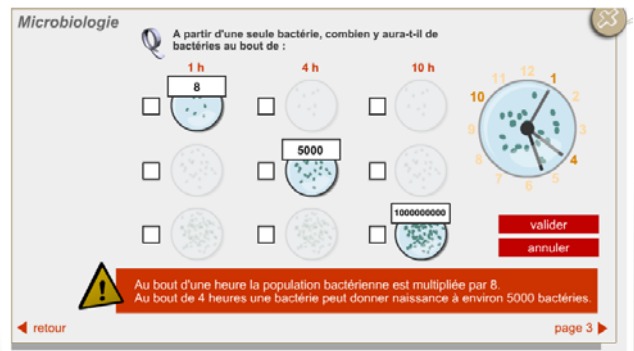 Microbiologie
Q A partir d'une seule bactérie, combien y aura-t-il de
bactéries au bout de :
1 h 4 h 10 h
8
5000
1000000000
12
11 1
10 2
9 3
8 4
7 5
6
valider
annuler
Au bout d'une heure la population bactérienne est multipliée par 8.
Au bout de 4 heures une bactérie peut donner naissance à environ 5000 bactéries.
retour page 3